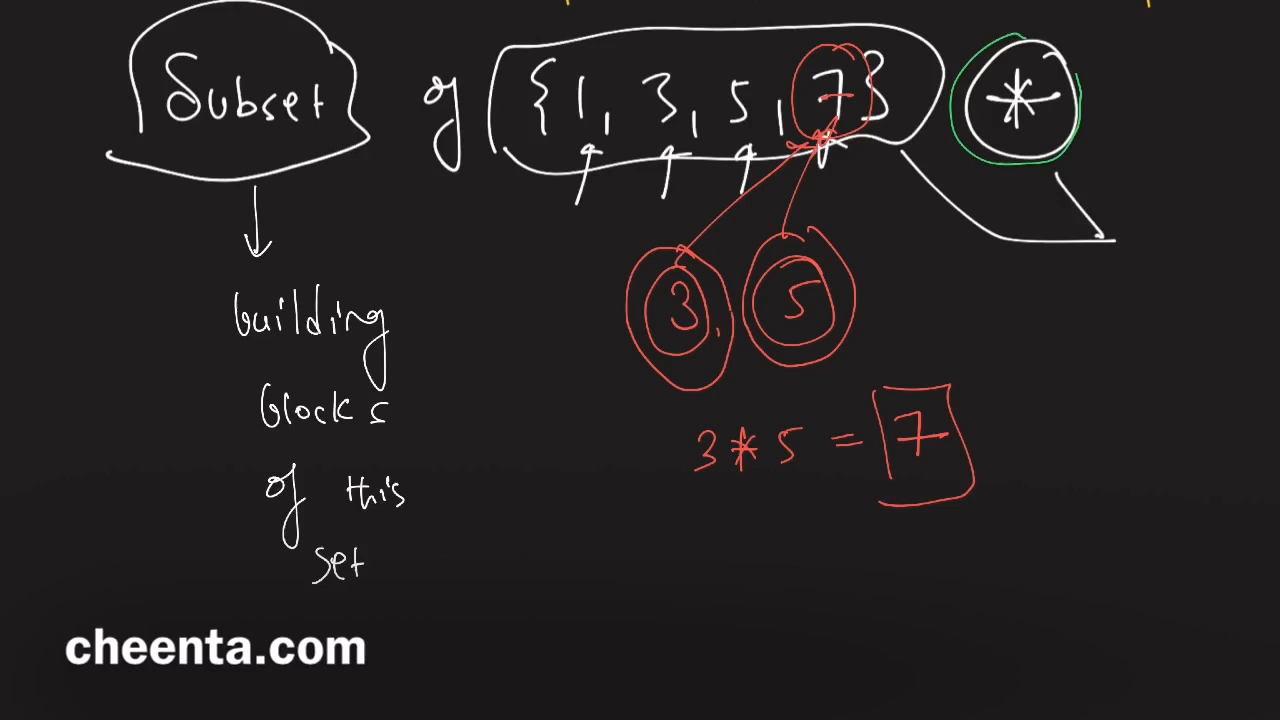 Subset of {1, 3, 5, 7} *
building
blocks
of this
set
3, 5
3 * 5 = 7
cheenta.com